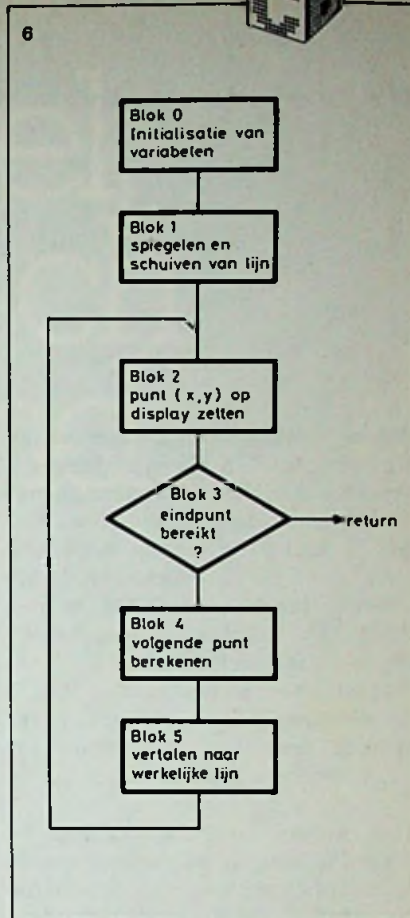 6
Blok 0
Initialisatie van
variabelen
Blok 1
spiegelen en
schuiven van lijn
Blok 2
punt (x,y) op
display zetten
Blok 3
eindpunt
bereikt
?
return
Blok 4
volgende punt
berekenen
Blok 5
vertalen naar
werkelijke lijn